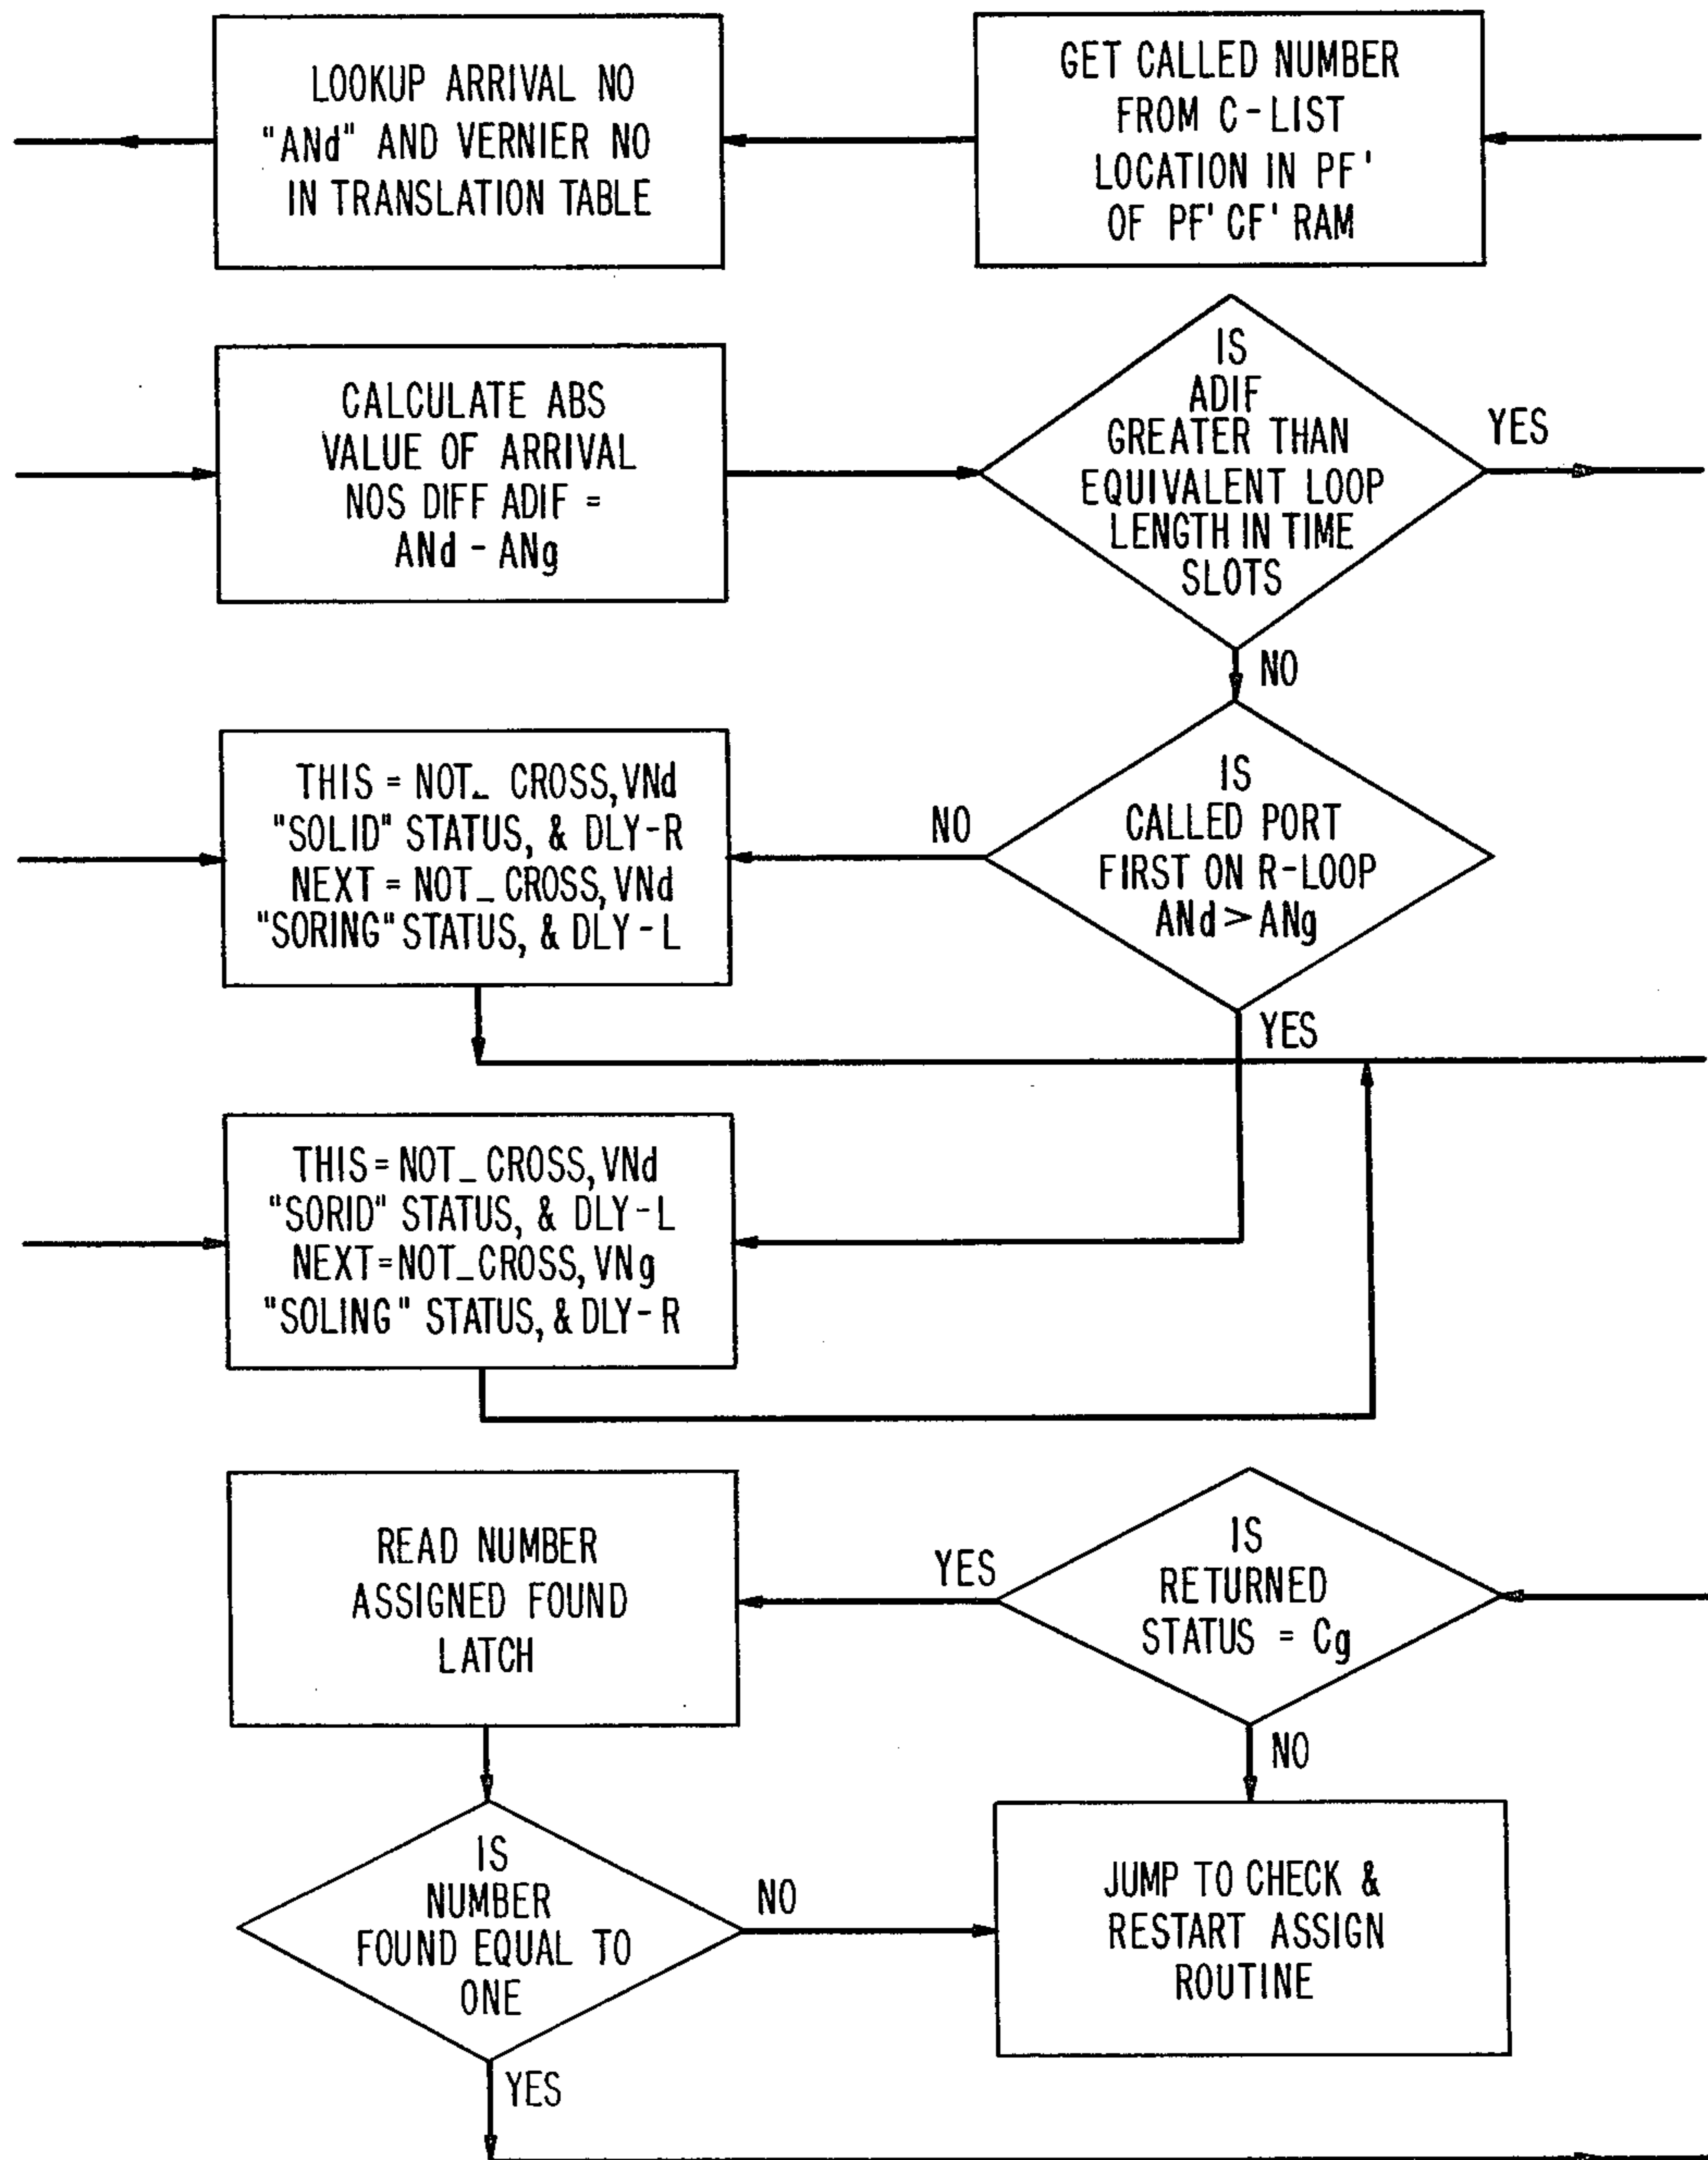 LOOKUP ARRIVAL NO
"ANd" AND VERNIER NO
IN TRANSLATION TABLE
GET CALLED NUMBER
FROM C-LIST
LOCATION IN PF'
OF PF'CF' RAM
CALCULATE ABS
VALUE OF ARRIVAL
NOS DIFF ADIF =
ANd - ANg
IS
ADIF
GREATER THAN
EQUIVALENT LOOP
LENGTH IN TIME
SLOTS
YES
NO
THIS = NOT_ CROSS, VNd
"SOLID" STATUS, & DLY-R
NEXT = NOT_ CROSS, VNd
"SORING" STATUS, & DLY-L
NO
IS
CALLED PORT
FIRST ON R-LOOP
ANd > ANg
YES
THIS = NOT_ CROSS, VNd
"SORID" STATUS, & DLY-L
NEXT = NOT_CROSS, VNg
"SOLING" STATUS, & DLY-R
READ NUMBER
ASSIGNED FOUND
LATCH
YES
IS
RETURNED
STATUS = Cg
NO
IS
NUMBER
FOUND EQUAL TO
ONE
NO
JUMP TO CHECK &
RESTART ASSIGN
ROUTINE
YES